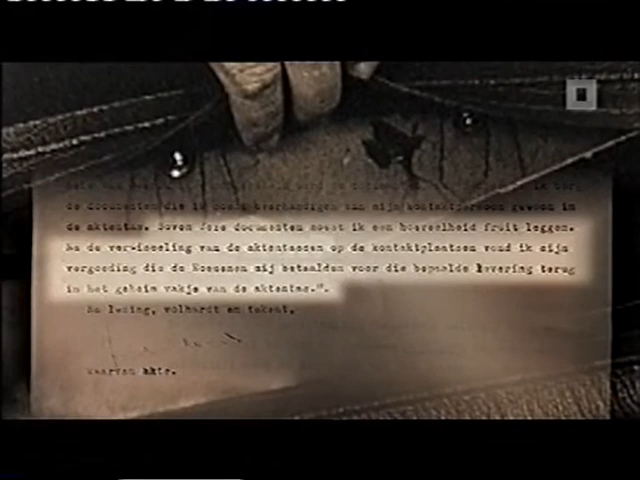 ik borg
de documenten die ik moest overhandigen aan mijn kontaktpersoon gewoon in
de aktentas. Boven deze documenten moest ik een hoeveelheid fruit leggen.
Na de verwisseling van de aktentassen op de kontaktplaatsen vond ik mijn
vergoeding die de Roemenen mij betaalden voor die bepaalde levering terug
in het geheim vakje van de aktentas.".
Na lezing, volhardt en tekent.
Waarvan akte.